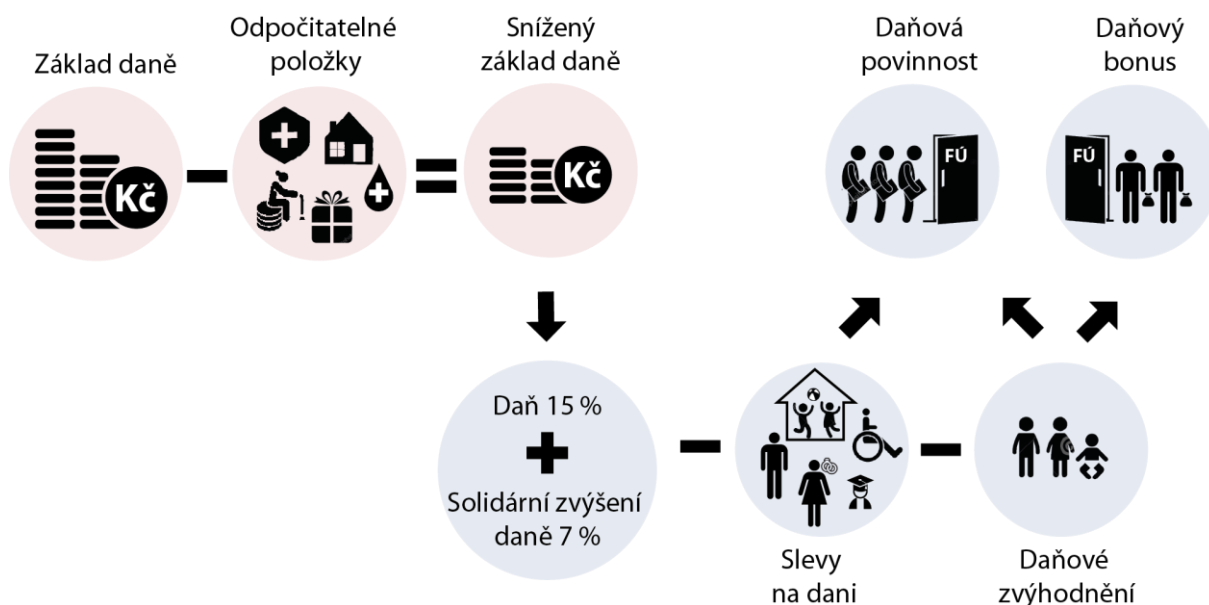 Základ daně
Odpočitatelné
položky
Snížený
základ daně
Daňová
povinnost
Daňový
bonus
Kč
Kč
FÚ
FÚ
Daň 15 %
Solidární zvýšení
daně 7 %
Slevy
na dani
Daňové
zvýhodnění